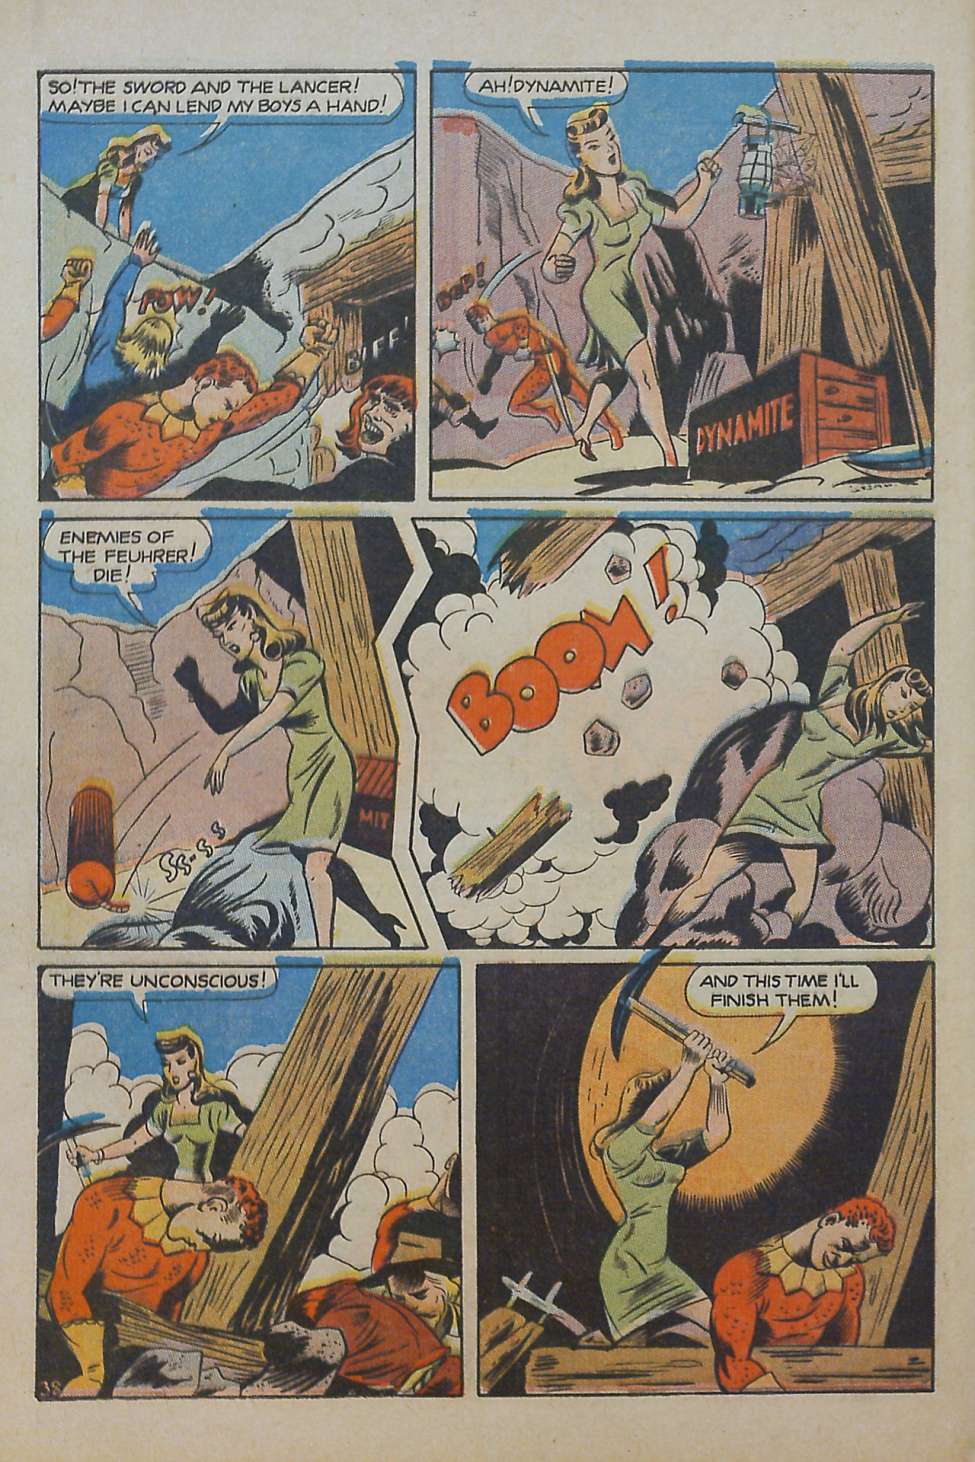 SO! THE SWORD AND THE LANCER!
MAYBE I CAN LEND MY BOYS A HAND!
POW!
BIFF!
AH! DYNAMITE!
BOP!
DYNAMITE
ENEMIES OF
THE FEUHRER!
DIE!
MIT
SS-S
BOOM!
THEY'RE UNCONSCIOUS!
38
AND THIS TIME I'LL
FINISH THEM!